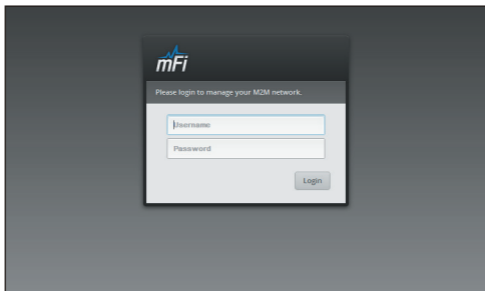 mFi
Please login to manage your M2M network.
Username
Password
Login